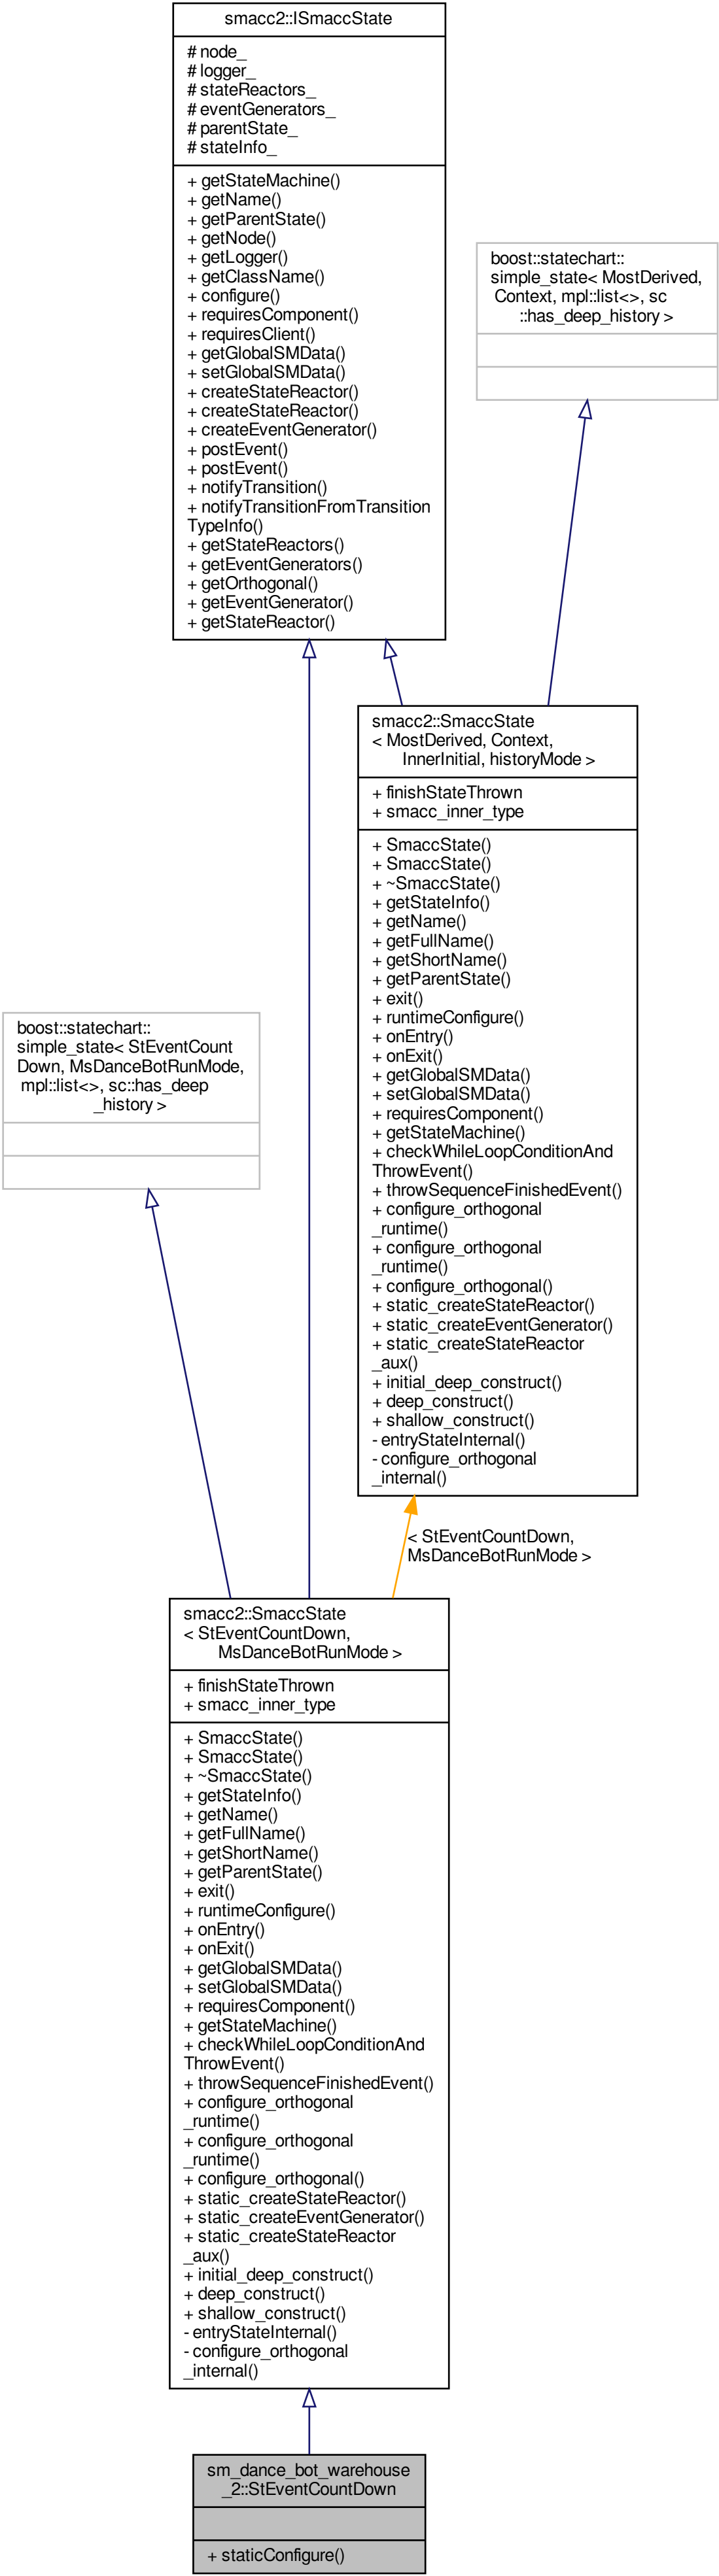 smacc2::ISmaccState
# node_
# logger_
# stateReactors_
# eventGenerators_
# parentState_
# stateInfo_
+ getStateMachine()
+ getName()
+ getParentState()
+ getNode()
+ getLogger()
+ getClassName()
+ configure()
+ requiresComponent()
+ requiresClient()
+ getGlobalSMData()
+ setGlobalSMData()
+ createStateReactor()
+ createStateReactor()
+ createEventGenerator()
+ postEvent()
+ postEvent()
+ notifyTransition()
+ notifyTransitionFromTransition
TypeInfo()
+ getStateReactors()
+ getEventGenerators()
+ getOrthogonal()
+ getEventGenerator()
+ getStateReactor()
boost::statechart::
simple_state< MostDerived,
Context, mpl::list<>, sc
::has_deep_history >
smacc2::SmaccState
< MostDerived, Context,
InnerInitial, historyMode >
+ finishStateThrown
+ smacc_inner_type
+ SmaccState()
+ SmaccState()
+ ~SmaccState()
+ getStateInfo()
+ getName()
+ getFullName()
+ getShortName()
+ getParentState()
+ exit()
+ runtimeConfigure()
+ onEntry()
+ onExit()
+ getGlobalSMData()
+ setGlobalSMData()
+ requiresComponent()
+ getStateMachine()
+ checkWhileLoopConditionAnd
ThrowEvent()
+ throwSequenceFinishedEvent()
+ configure_orthogonal
_runtime()
+ configure_orthogonal
_runtime()
+ configure_orthogonal()
+ static_createStateReactor()
+ static_createEventGenerator()
+ static_createStateReactor
_aux()
+ initial_deep_construct()
+ deep_construct()
+ shallow_construct()
- entryStateInternal()
- configure_orthogonal
_internal()
boost::statechart::
simple_state< StEventCount
Down, MsDanceBotRunMode,
mpl::list<>, sc::has_deep
_history >
< StEventCountDown,
MsDanceBotRunMode >
smacc2::SmaccState
< StEventCountDown,
MsDanceBotRunMode >
+ finishStateThrown
+ smacc_inner_type
+ SmaccState()
+ SmaccState()
+ ~SmaccState()
+ getStateInfo()
+ getName()
+ getFullName()
+ getShortName()
+ getParentState()
+ exit()
+ runtimeConfigure()
+ onEntry()
+ onExit()
+ getGlobalSMData()
+ setGlobalSMData()
+ requiresComponent()
+ getStateMachine()
+ checkWhileLoopConditionAnd
ThrowEvent()
+ throwSequenceFinishedEvent()
+ configure_orthogonal
_runtime()
+ configure_orthogonal
_runtime()
+ configure_orthogonal()
+ static_createStateReactor()
+ static_createEventGenerator()
+ static_createStateReactor
_aux()
+ initial_deep_construct()
+ deep_construct()
+ shallow_construct()
- entryStateInternal()
- configure_orthogonal
_internal()
sm_dance_bot_warehouse
_2::StEventCountDown
+ staticConfigure()